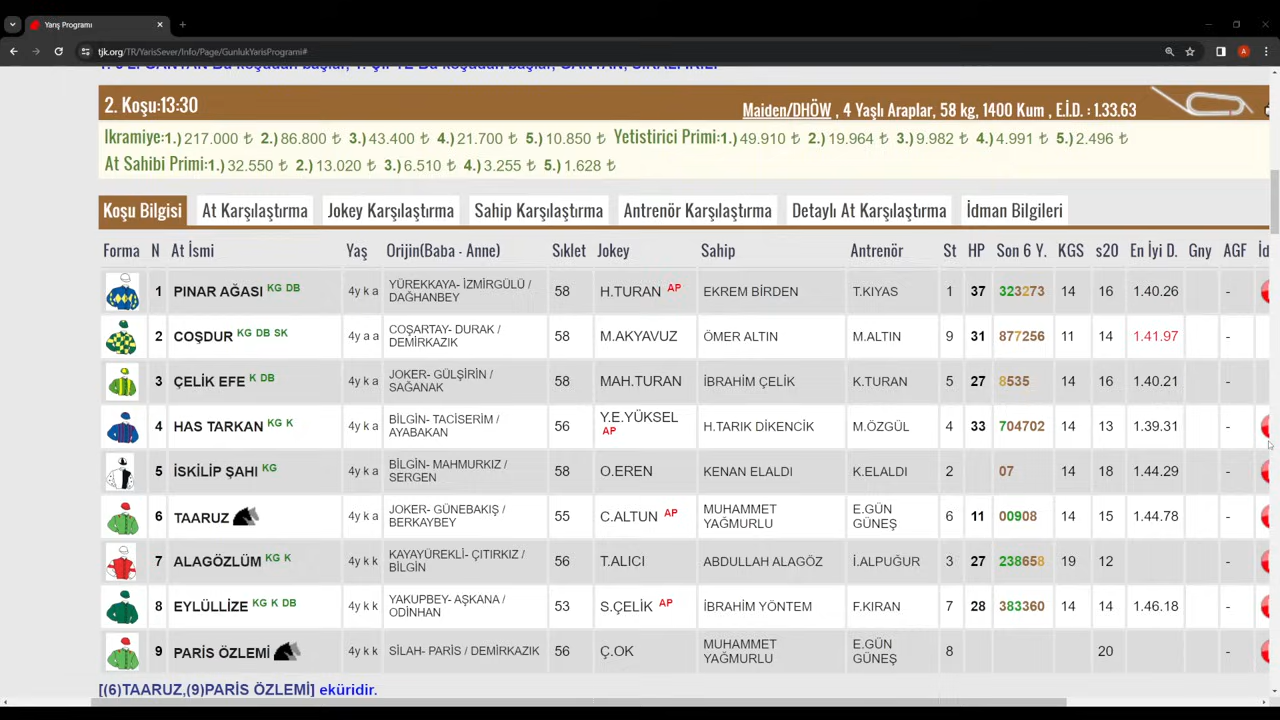 Yarış Programı
tjk.org/TR/YarisSever/Info/Page/GunlukYarisProgrami#
2. Koşu:13:30
Maiden/DHÖW , 4 Yaşlı Araplar, 58 kg, 1400 Kum , E.İ.D. : 1.33.63
Ikramiye:1.) 217.000 ₺ 2.) 86.800 ₺ 3.) 43.400 ₺ 4.) 21.700 ₺ 5.) 10.850 ₺ Yetistirici Primi:1.) 49.910 ₺ 2.) 19.964 ₺ 3.) 9.982 ₺ 4.) 4.991 ₺ 5.) 2.496 ₺
At Sahibi Primi:1.) 32.550 ₺ 2.) 13.020 ₺ 3.) 6.510 ₺ 4.) 3.255 ₺ 5.) 1.628 ₺
Koşu Bilgisi At Karşılaştırma Jokey Karşılaştırma Sahip Karşılaştırma Antrenör Karşılaştırma Detaylı At Karşılaştırma İdman Bilgileri
Forma N At İsmi Yaş Orijin(Baba - Anne) Sıklet Jokey Sahip Antrenör St HP Son 6 Y. KGS s20 En İyi D. Gny AGF İd
1 PINAR AĞASI KG DB 4y k a YÜREKKAYA- İZMİRGÜLÜ / DAĞHANBEY 58 H.TURAN AP EKREM BİRDEN T.KIYAS 1 37 323273 14 16 1.40.26 -
2 COŞDUR KG DB SK 4y a a COŞARTAY- DURAK / DEMİRKAZIK 58 M.AKYAVUZ ÖMER ALTIN M.ALTIN 9 31 877256 11 14 1.41.97 -
3 ÇELİK EFE K DB 4y k a JOKER- GÜLŞİRİN / SAĞANAK 58 MAH.TURAN İBRAHİM ÇELİK K.TURAN 5 27 8535 14 16 1.40.21 -
4 HAS TARKAN KG K 4y k a BİLGİN- TACİSERİM / AYABAKAN 56 Y.E.YÜKSEL AP H.TARIK DİKENCİK M.ÖZGÜL 4 33 704702 14 13 1.39.31 -
5 İSKİLİP ŞAHI KG 4y k a BİLGİN- MAHMURKIZ / SERGEN 58 O.EREN KENAN ELALDI K.ELALDI 2 07 14 18 1.44.29 -
6 TAARUZ 4y k a JOKER- GÜNEBAKIŞ / BERKAYBEY 55 C.ALTUN AP MUHAMMET YAĞMURLU E.GÜN GÜNEŞ 6 11 00908 14 15 1.44.78 -
7 ALAGÖZLÜM KG K 4y k k KAYAYÜREKLİ- ÇITIRKIZ / BİLGİN 56 T.ALICI ABDULLAH ALAGÖZ İ.ALPUĞUR 3 27 238658 19 12 -
8 EYLÜLLİZE KG K DB 4y k k YAKUPBEY- AŞKANA / ODİNHAN 53 S.ÇELİK AP İBRAHİM YÖNTEM F.KIRAN 7 28 383360 14 14 1.46.18 -
9 PARİS ÖZLEMİ 4y k k SİLAH- PARİS / DEMİRKAZIK 56 Ç.OK MUHAMMET YAĞMURLU E.GÜN GÜNEŞ 8 20 -
[(6)TAARUZ,(9)PARİS ÖZLEMİ] eküridir.